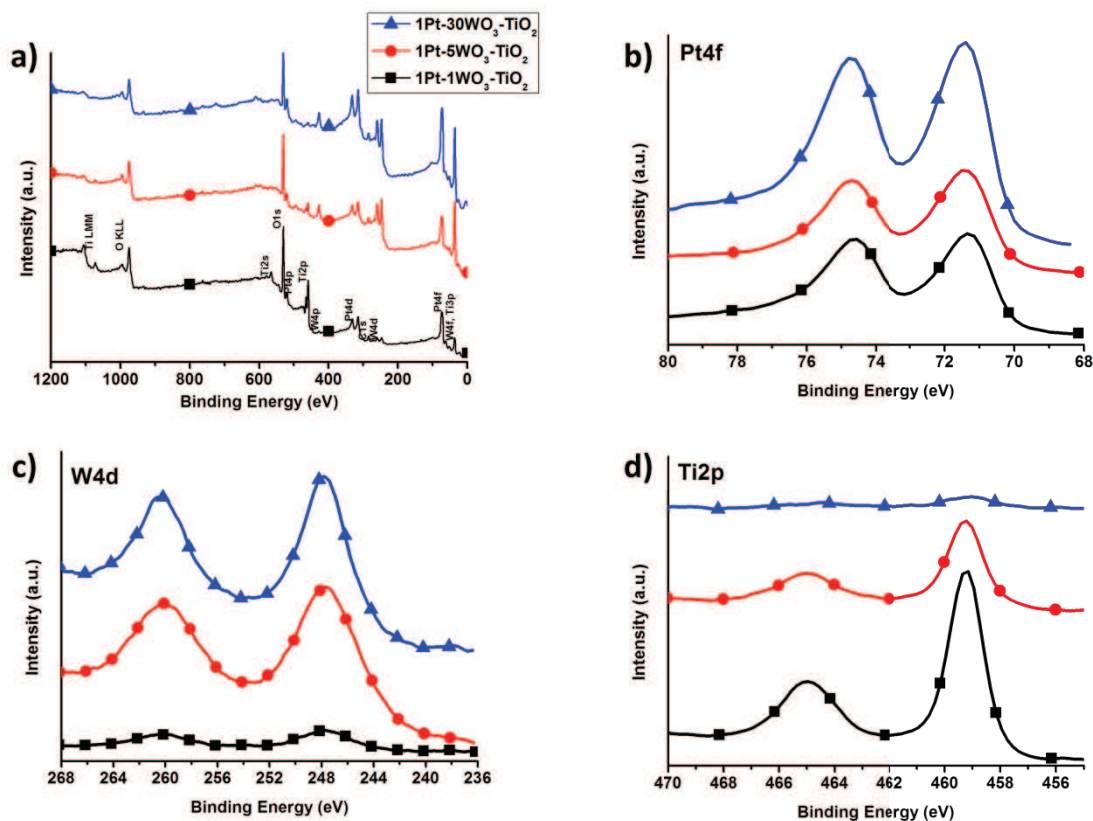 a)
1Pt-30WO₃-TiO₂
1Pt-5WO₃-TiO₂
1Pt-1WO₃-TiO₂
Intensity (a.u.)
Ti LMM
O KLL
Ti2s
O1s
Pt4p
Ti2p
W4p
Pt4d
C1s
W4d
Pt4f
W4f, Ti3p
1200 1000 800 600 400 200 0
Binding Energy (eV)
b) Pt4f
Intensity (a.u.)
80 78 76 74 72 70 68
Binding Energy (eV)
c) W4d
Intensity (a.u.)
268 264 260 256 252 248 244 240 236
Binding Energy (eV)
d) Ti2p
Intensity (a.u.)
470 468 466 464 462 460 458 456
Binding Energy (eV)